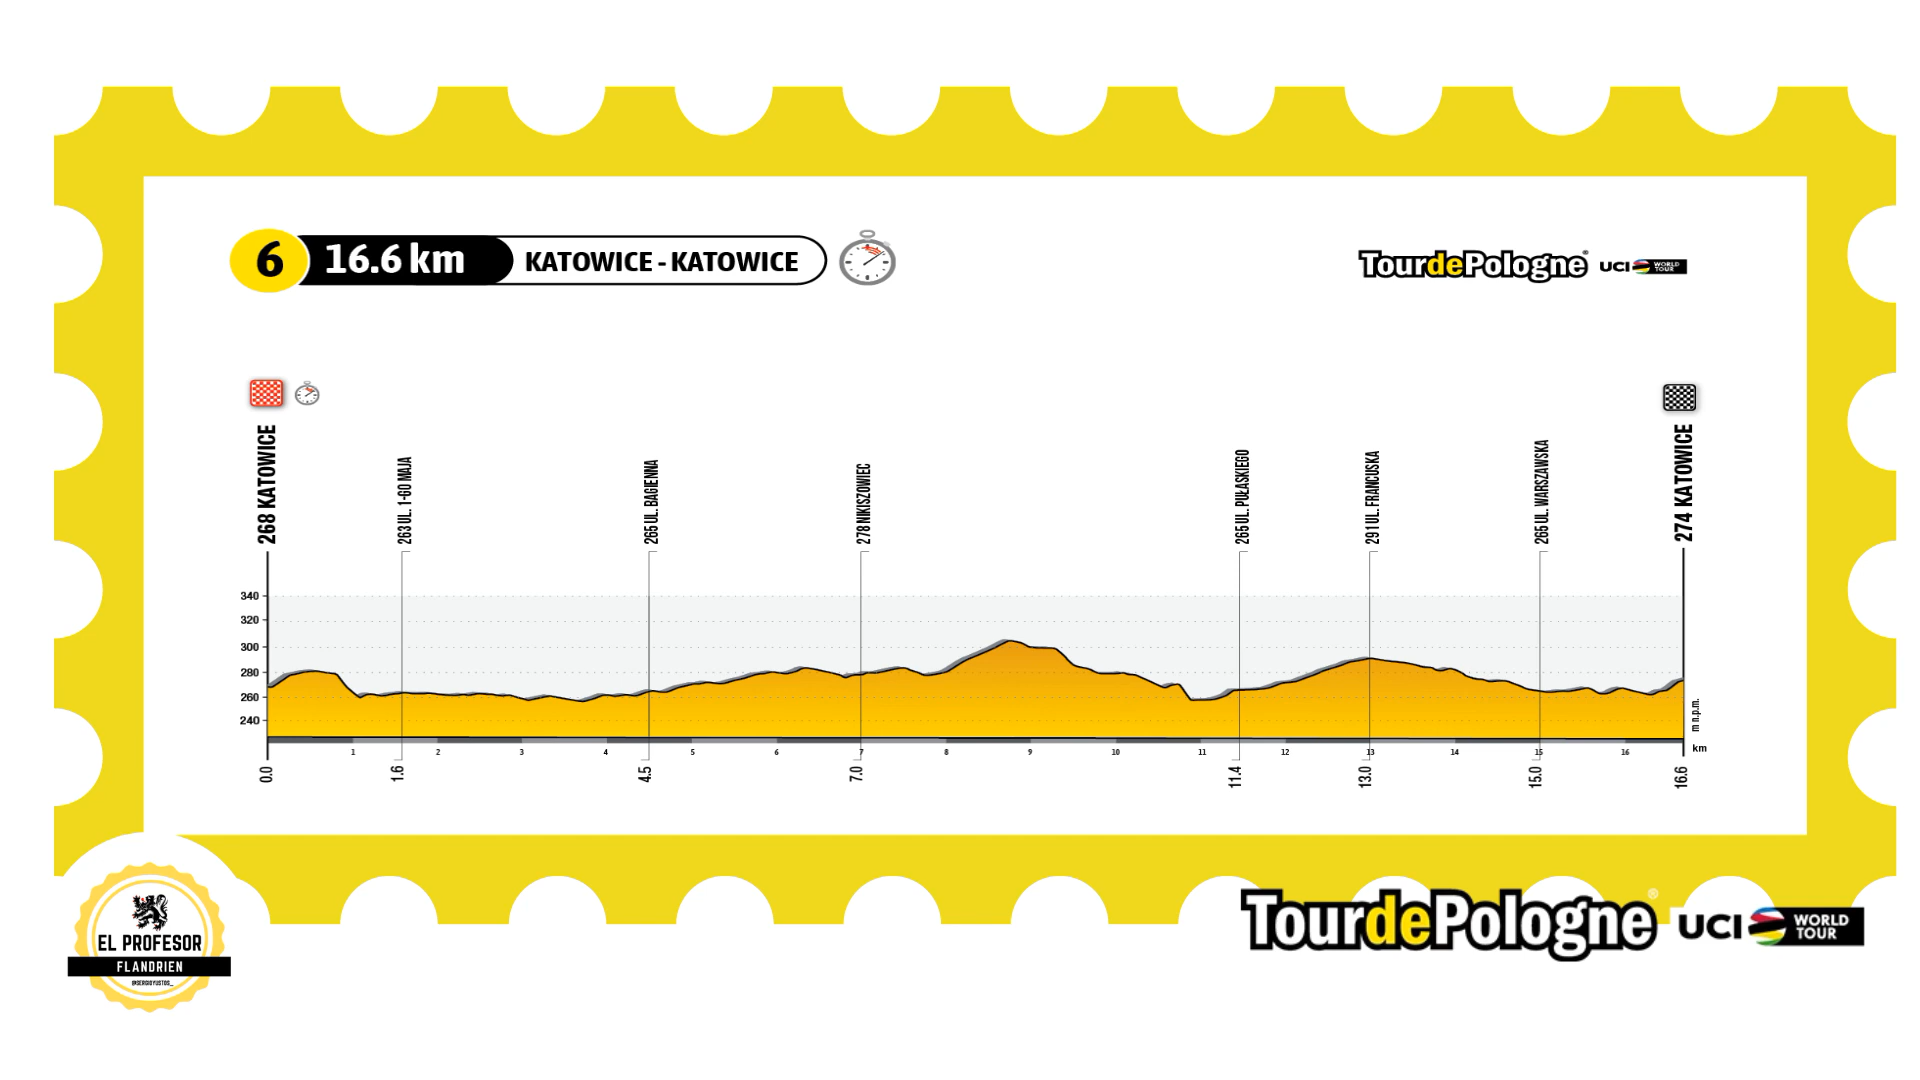 6 16.6 km KATOWICE - KATOWICE
TourdePologne® UCI WORLD TOUR
268 KATOWICE
263 UL. 1-GO MAJA
265 UL. BAGIENNA
278 NIKISZOWIEC
265 UL. PUŁASKIEGO
291 UL. FRANCUSKA
265 UL. WARSZAWSKA
274 KATOWICE
340
320
300
280
260
240
m n.p.m.
1 2 3 4 5 6 7 8 9 10 11 12 13 14 15 16 km
0.0 1.6 4.5 7.0 11.4 13.0 15.0 16.6
EL PROFESOR
FLANDRIEN
@SERGIOYUSTOS_
TourdePologne® UCI WORLD TOUR